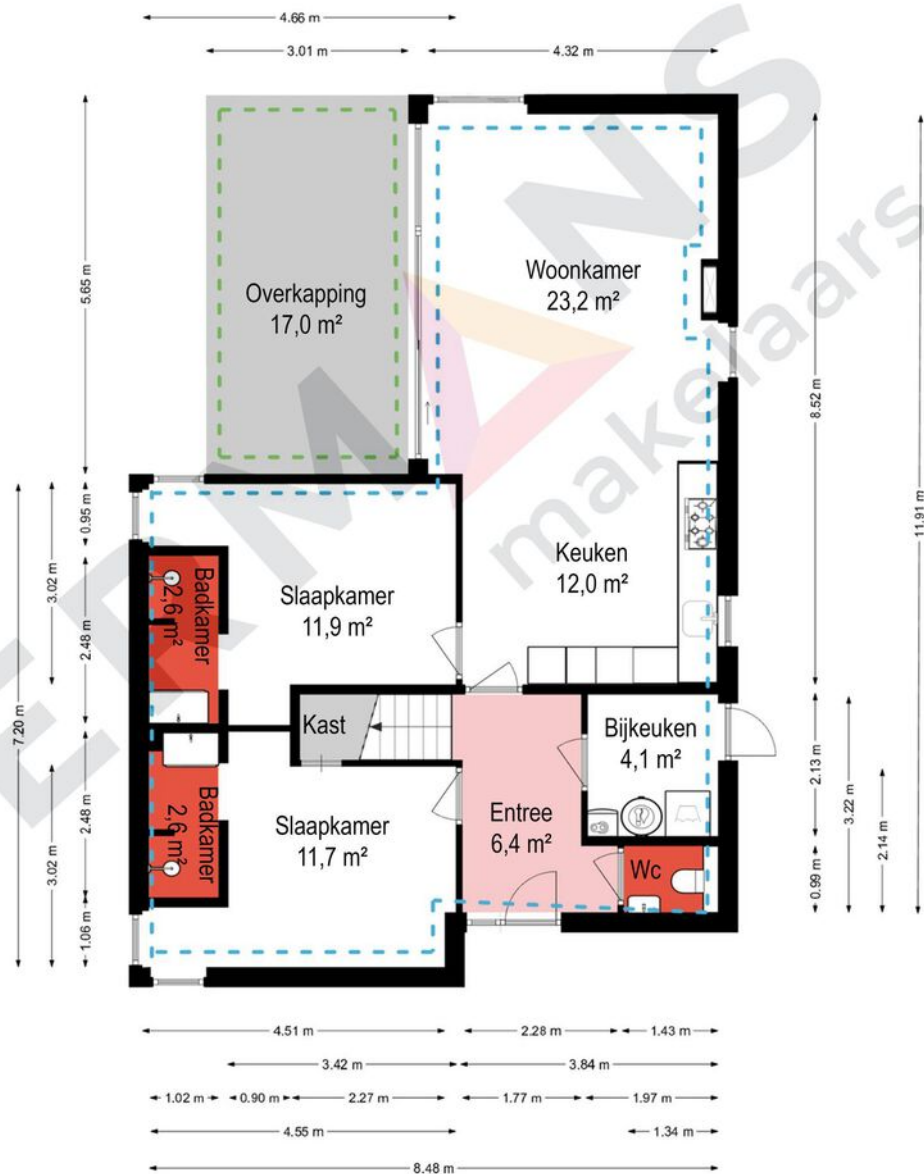 4.66 m
3.01 m
4.32 m
ERMANS
makelaars
5.65 m
Overkapping
17,0 m²
Woonkamer
23,2 m²
8.52 m
11.91 m
Keuken
12,0 m²
7.20 m
3.02 m
0.95 m
2.48 m
Badkamer
2,6 m²
Slaapkamer
11,9 m²
Kast
Bijkeuken
4,1 m²
2.13 m
3.22 m
2.14 m
0.99 m
3.02 m
2.48 m
1.06 m
Badkamer
2,6 m²
Slaapkamer
11,7 m²
Entree
6,4 m²
Wc
4.51 m
2.28 m
1.43 m
3.42 m
3.84 m
1.02 m
0.90 m
2.27 m
1.77 m
1.97 m
4.55 m
1.34 m
8.48 m